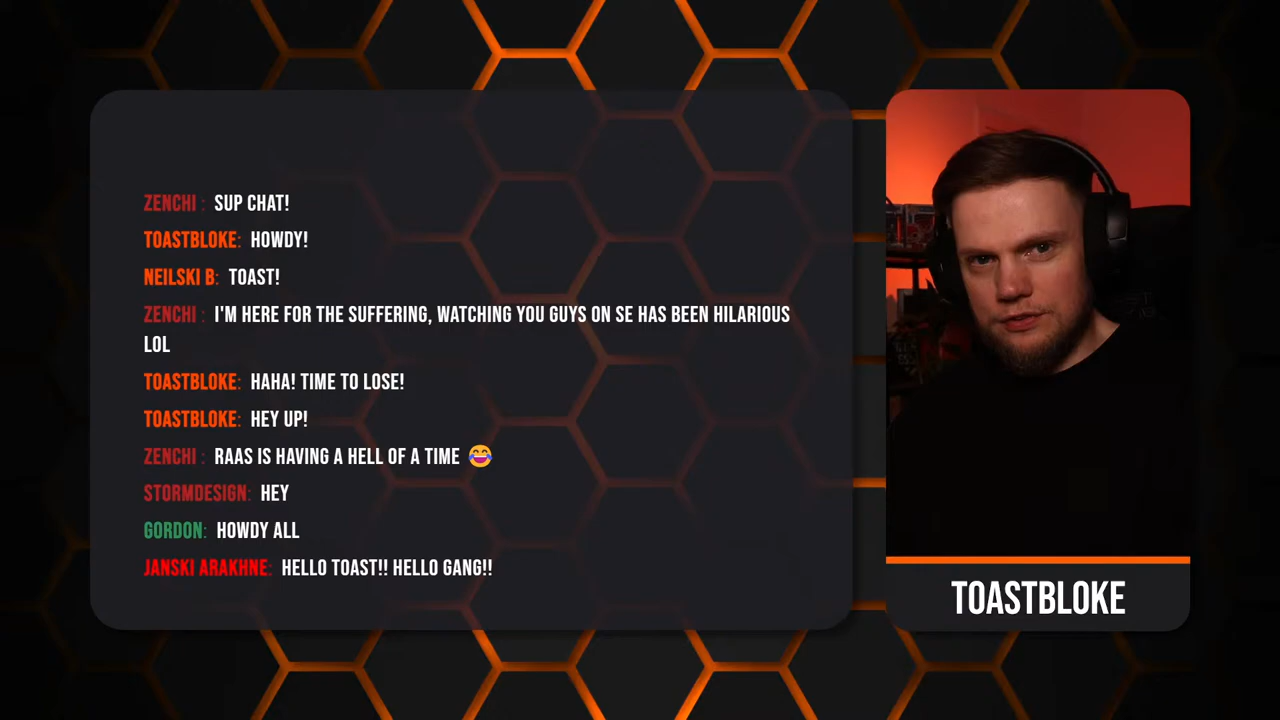 ZENCHI : SUP CHAT!
TOASTBLOKE: HOWDY!
NEILSKI B: TOAST!
ZENCHI : I'M HERE FOR THE SUFFERING, WATCHING YOU GUYS ON SE HAS BEEN HILARIOUS
LOL
TOASTBLOKE: HAHA! TIME TO LOSE!
TOASTBLOKE: HEY UP!
ZENCHI : RAAS IS HAVING A HELL OF A TIME 😂
STORMDESIGN: HEY
GORDON: HOWDY ALL
JANSKI ARAKHNE: HELLO TOAST!! HELLO GANG!!
TOASTBLOKE